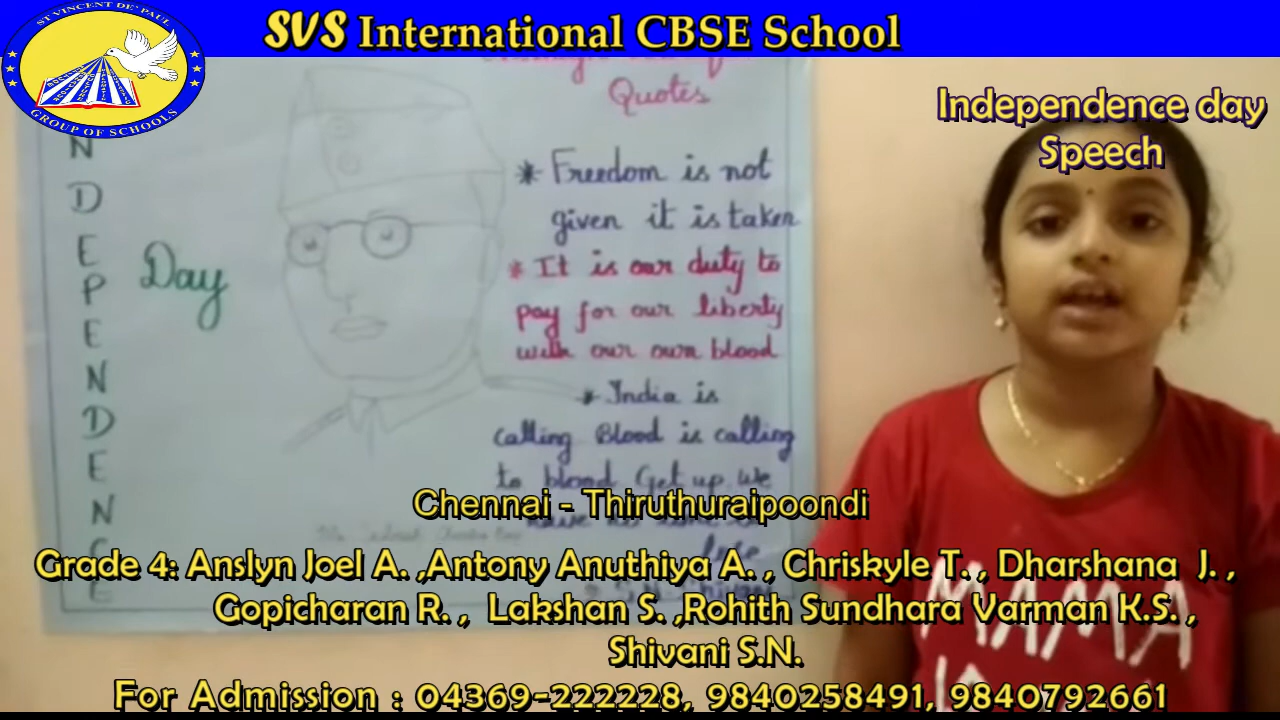 ST VINCENT DE' PAUL
GROUP OF SCHOOLS
SVS International CBSE School
Independence day
Speech
N
D
E
P
E
N
D
E
N
C
E
Day
Quotes
* Freedom is not
given it is taken
* It is our duty to
pay for our liberty
with our own blood
* India is
calling Blood is calling
to blood Get up we
lose
MAMA
Chennai - Thiruthuraipoondi
Grade 4: Anslyn Joel A. ,Antony Anuthiya A. , Chriskyle T. , Dharshana J. ,
Gopicharan R. , Lakshan S. ,Rohith Sundhara Varman K.S. ,
Shivani S.N.
For Admission : 04369-222228, 9840258491, 9840792661